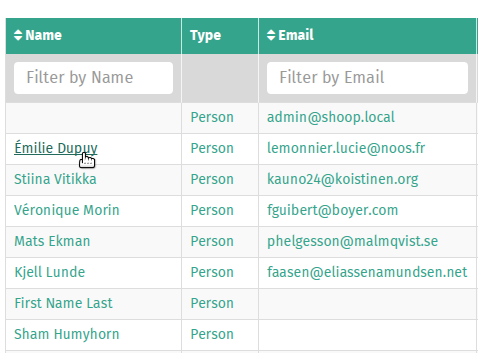 Name Type Email
Filter by Name Filter by Email
Person admin@shoop.local
Émilie Dupuy Person lemonnier.lucie@noos.fr
Stiina Vitikka Person kauno24@koistinen.org
Véronique Morin Person fguibert@boyer.com
Mats Ekman Person phelgesson@malmqvist.se
Kjell Lunde Person faasen@eliassenamundsen.net
First Name Last Person
Sham Humyhorn Person